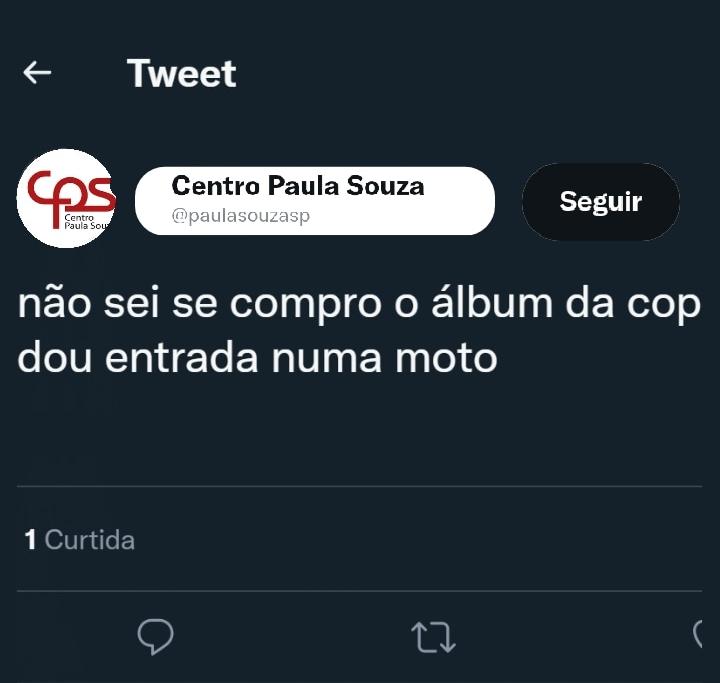 Tweet
CPS
Centro
Paula Sou
Centro Paula Souza
@paulasouzasp
Seguir
não sei se compro o álbum da cop
dou entrada numa moto
1 Curtida